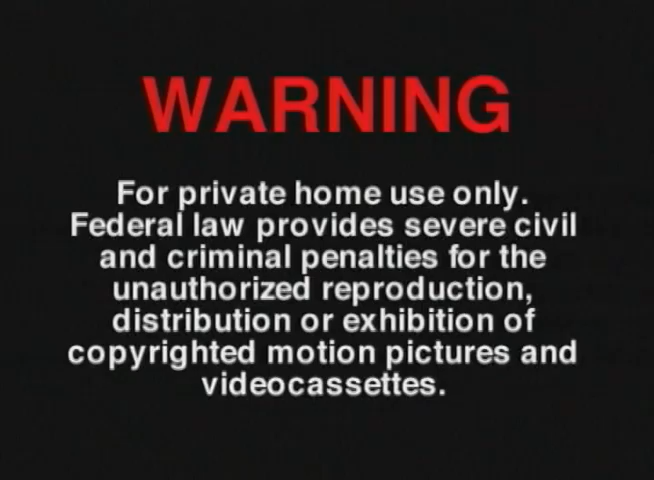 WARNING
For private home use only.
Federal law provides severe civil
and criminal penalties for the
unauthorized reproduction,
distribution or exhibition of
copyrighted motion pictures and
videocassettes.